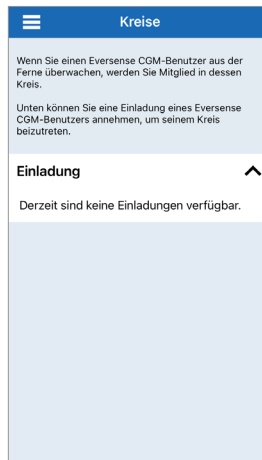 Kreise
Wenn Sie einen Eversense CGM-Benutzer aus der
Ferne überwachen, werden Sie Mitglied in dessen
Kreis.
Unten können Sie eine Einladung eines Eversense
CGM-Benutzers annehmen, um seinem Kreis
beizutreten.
Einladung
Derzeit sind keine Einladungen verfügbar.